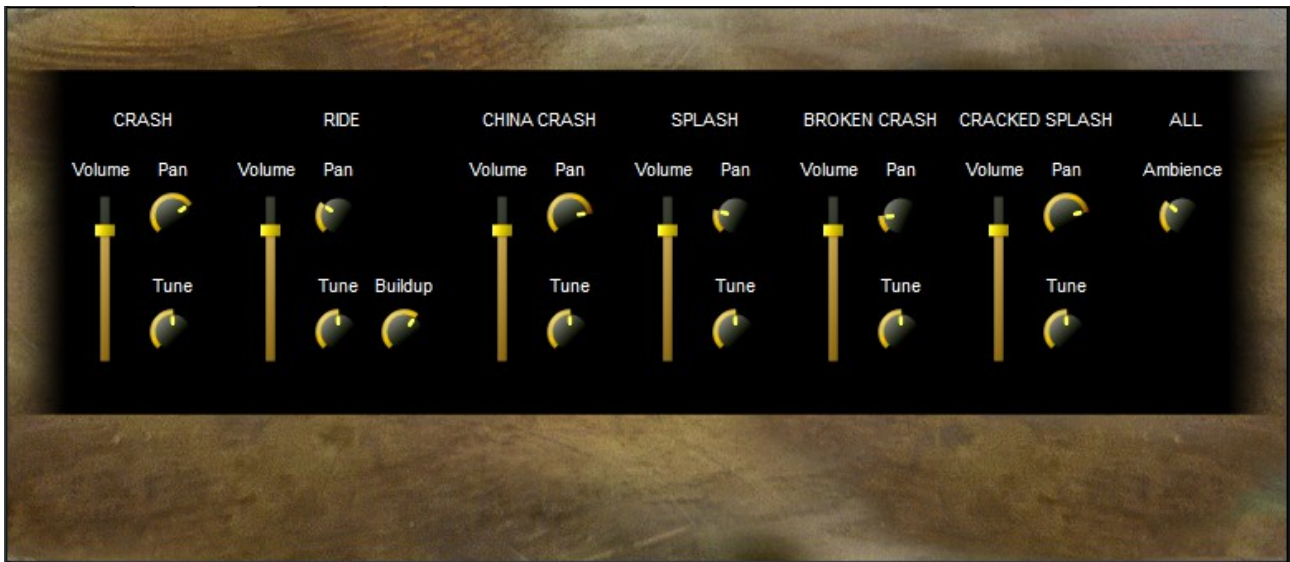 CRASH RIDE CHINA CRASH SPLASH BROKEN CRASH CRACKED SPLASH ALL
Volume Pan Volume Pan Volume Pan Volume Pan Volume Pan Volume Pan Ambience
Tune Tune Buildup Tune Tune Tune Tune